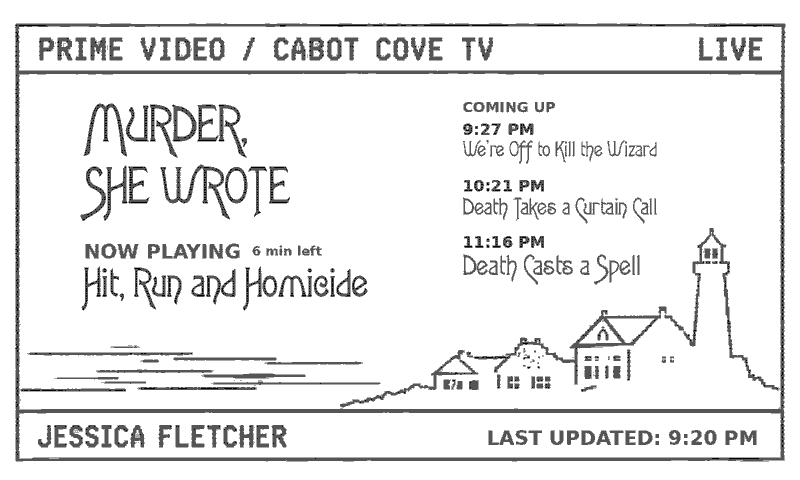 PRIME VIDEO / CABOT COVE TV
LIVE
MURDER,
SHE WROTE
NOW PLAYING 6 min left
Hit, Run and Homicide
COMING UP
9:27 PM
We're Off to Kill the Wizard
10:21 PM
Death Takes a Curtain Call
11:16 PM
Death Casts a Spell
JESSICA FLETCHER
LAST UPDATED: 9:20 PM